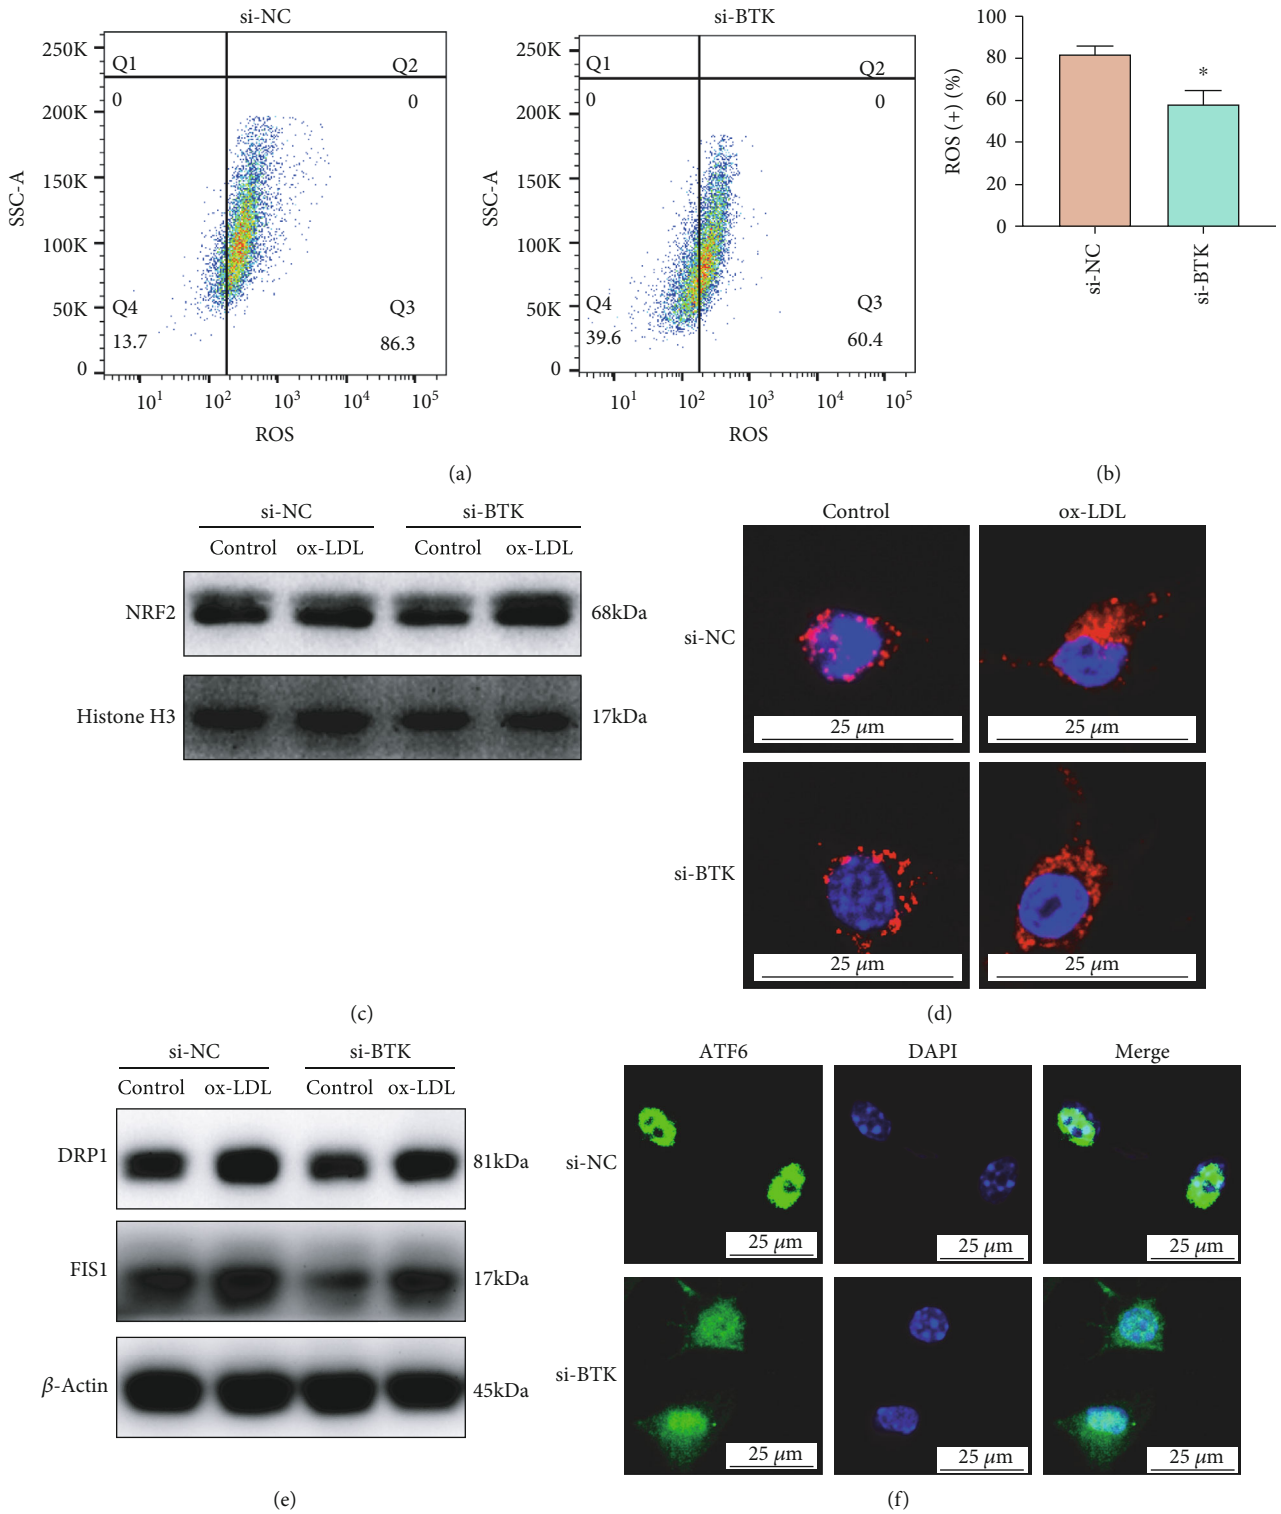 si-NC
250K
200K
150K
100K
50K
0
SSC-A
Q1
Q2
0
0
Q4
Q3
13.7
86.3
10¹ 10² 10³ 10⁴ 10⁵
ROS
si-BTK
250K
200K
150K
100K
50K
0
SSC-A
Q1
Q2
0
0
Q4
Q3
39.6
60.4
10¹ 10² 10³ 10⁴ 10⁵
ROS
(a)
100
80
60
40
20
0
ROS (+) (%)
*
si-NC
si-BTK
(b)
si-NC si-BTK
Control ox-LDL Control ox-LDL
NRF2 68kDa
Histone H3 17kDa
(c)
Control ox-LDL
si-NC
25 μm 25 μm
si-BTK
25 μm 25 μm
(d)
si-NC si-BTK
Control ox-LDL Control ox-LDL
DRP1 81kDa
FIS1 17kDa
β-Actin 45kDa
(e)
ATF6 DAPI Merge
si-NC
25 μm 25 μm 25 μm
si-BTK
25 μm 25 μm 25 μm
(f)